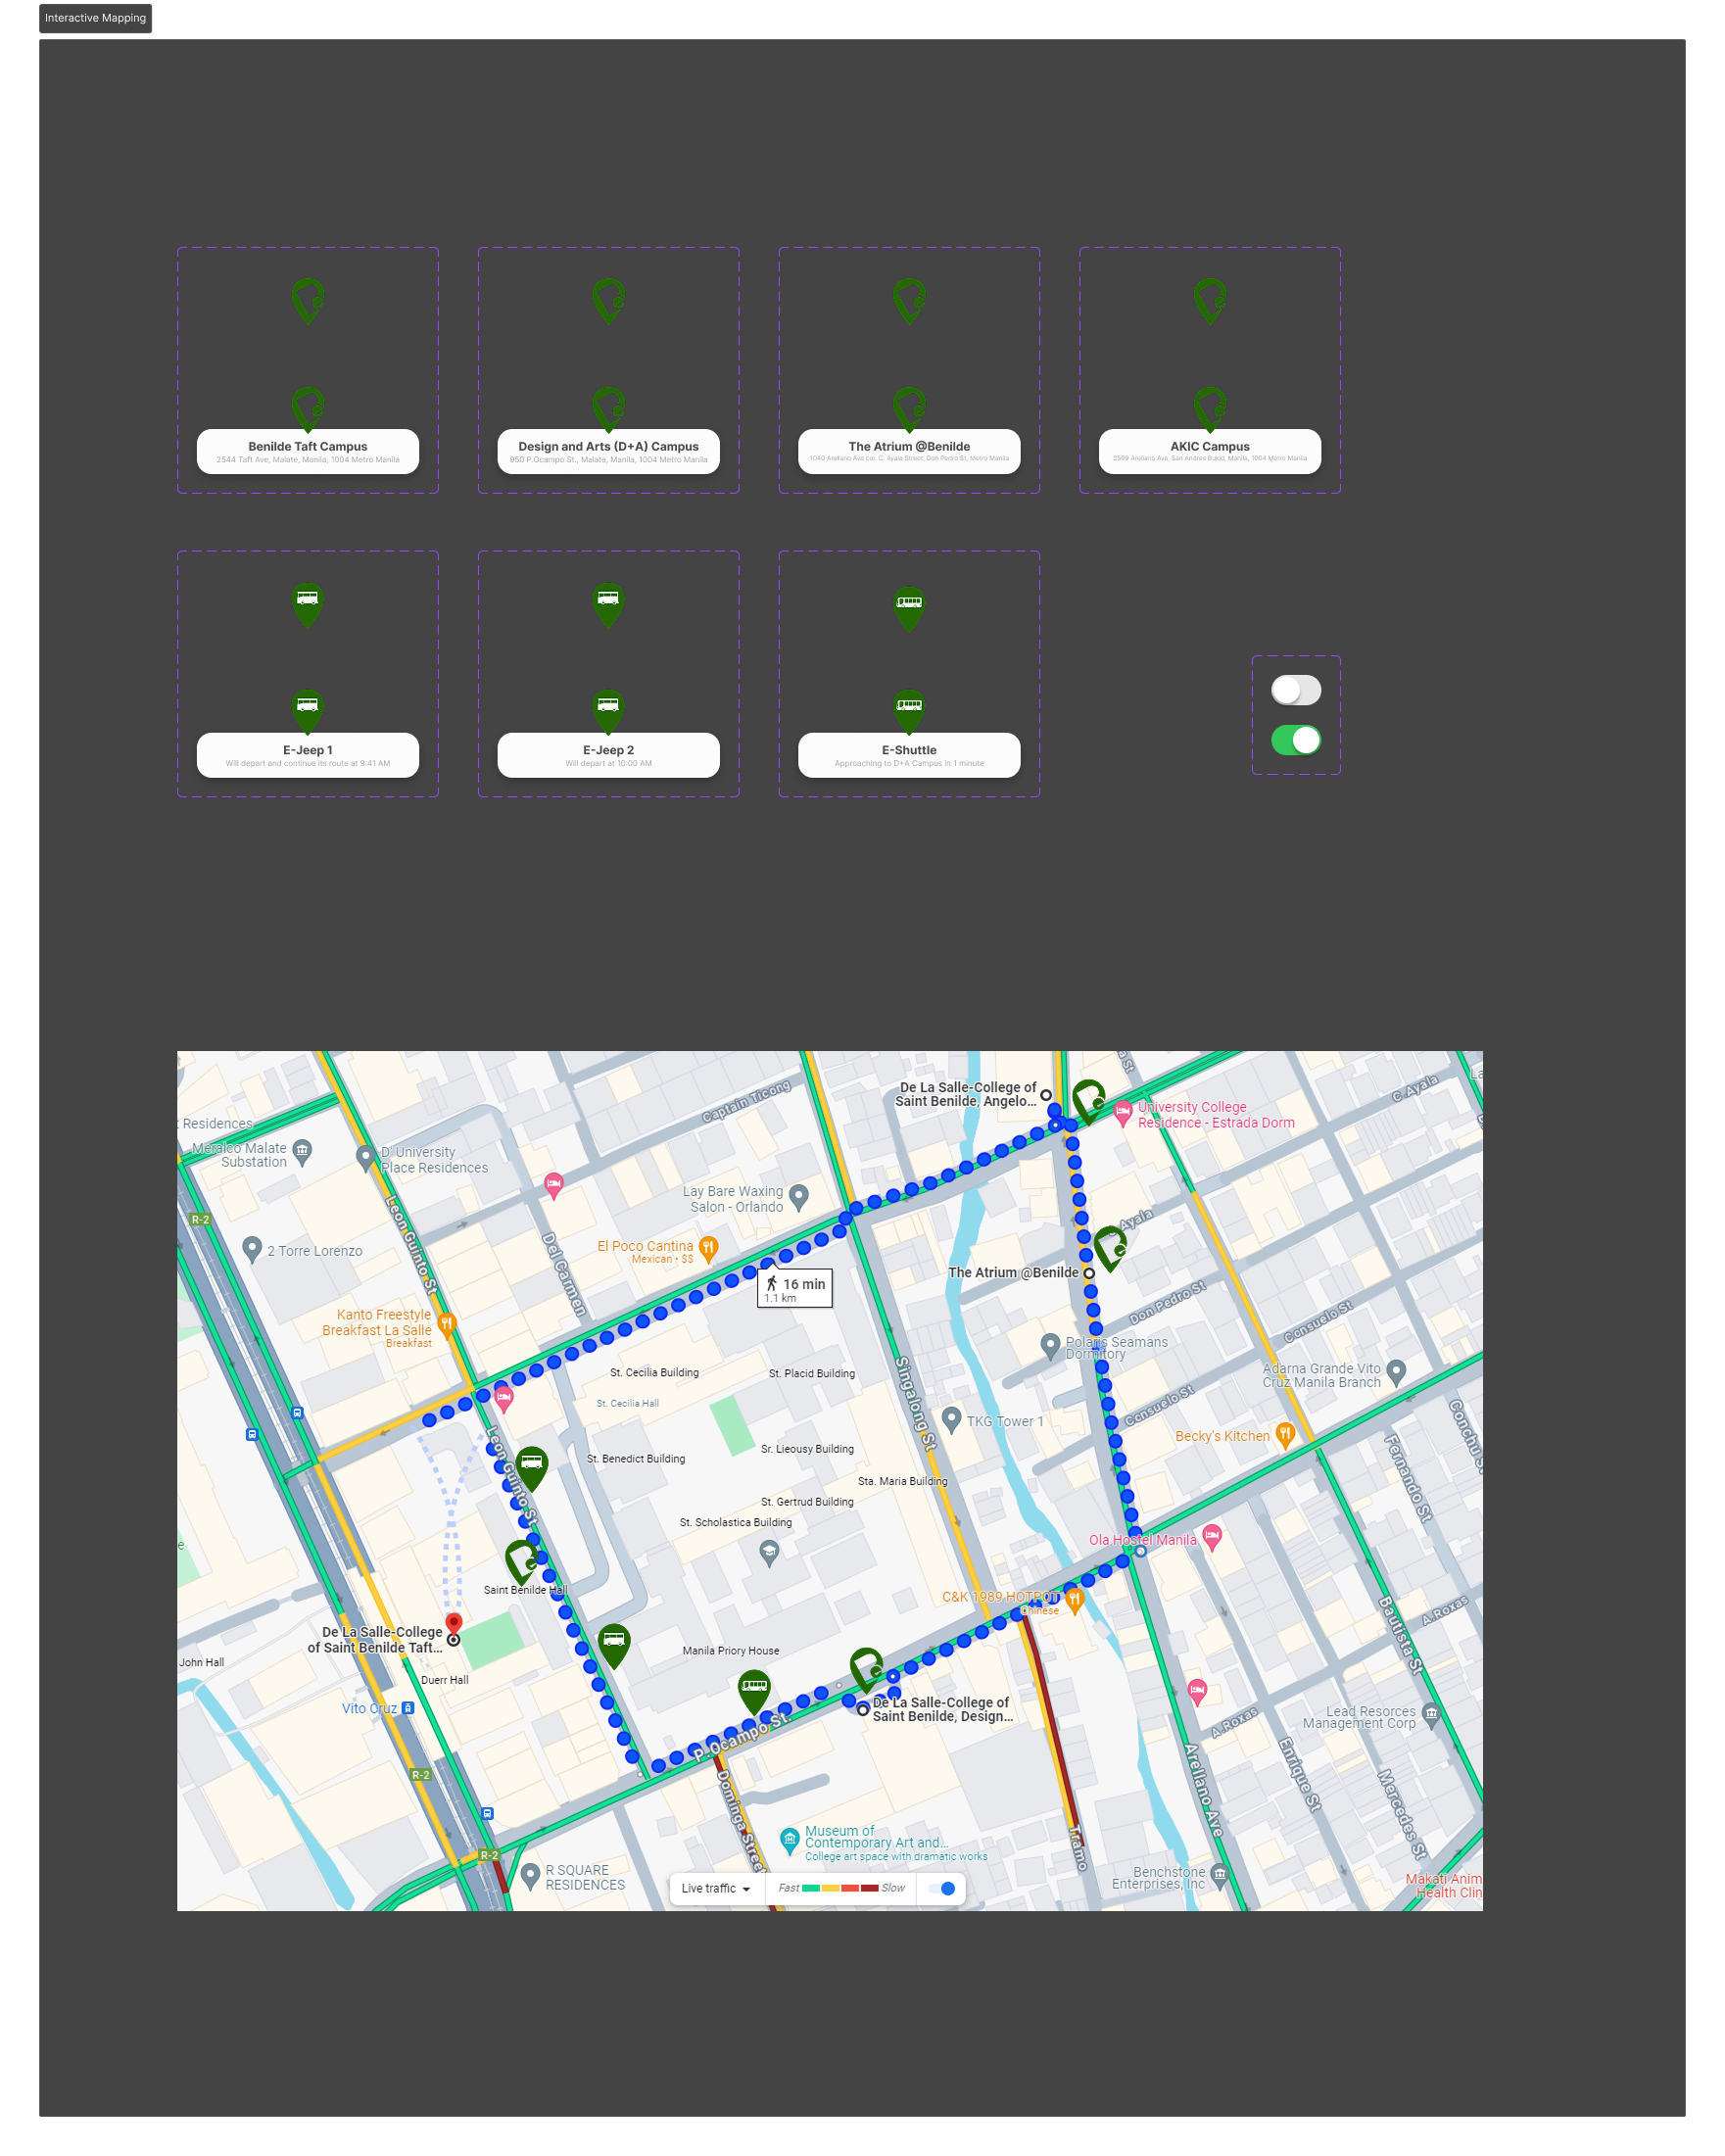 Interactive Mapping
Benilde Taft Campus
2544 Taft Ave, Malate, Manila, 1004 Metro Manila
Design and Arts (D+A) Campus
950 P.Ocampo St., Malate, Manila, 1004 Metro Manila
The Atrium @Benilde
1040 Arellano Ave cor. C. Ayala Street, Don Pedro St, Metro Manila
AKIC Campus
2509 Arellano Ave, San Andres Bukid, Manila, 1004 Metro Manila
E-Jeep 1
Will depart and continue its route at 9:41 AM
E-Jeep 2
Will depart at 10:00 AM
E-Shuttle
Approaching to D+A Campus in 1 minute
De La Salle-College of
Saint Benilde, Angelo...
Captain Ticong
C Ayala
University College
Residence - Estrada Dorm
Residences
Meralco Malate
Substation
D' University
Place Residences
Lay Bare Waxing
Salon - Orlando
R-2
Leon Guinto St
2 Torre Lorenzo
Del Carmen
El Poco Cantina
Mexican • $$
Ayala
The Atrium @Benilde
16 min
1.1 km
Don Pedro St
Consuelo St
Kanto Freestyle
Breakfast La Salle
Breakfast
Polaris Seamans
Dormitory
St. Cecilia Building
St. Placid Building
Adarna Grande Vito
Cruz Manila Branch
St. Cecilia Hall
Singalong St
Consuelo St
TKG Tower 1
Becky's Kitchen
Leon Guinto St
St. Benedict Building
Sr. Lieousy Building
Sta. Maria Building
St. Gertrud Building
St. Scholastica Building
Fernando St
Ola Hostel Manila
Saint Benilde Hall
C&K 1989 HOTPOT
Chinese
A.Roxas
Bautista St
De La Salle-College
of Saint Benilde Taft...
John Hall
Duerr Hall
Manila Priory House
Vito Cruz
De La Salle-College of
Saint Benilde, Design...
P. Ocampo St.
A.Roxas
Lead Resorces
Management Corp
R-2
Dominga Street
Arellano Ave
Enrique St
Mercedes St
Museum of
Contemporary Art and...
College art space with dramatic works
Tramo
R-2
R SQUARE
RESIDENCES
Live traffic
Fast
Slow
Benchstone
Enterprises, Inc
Makati Anim
Health Clin